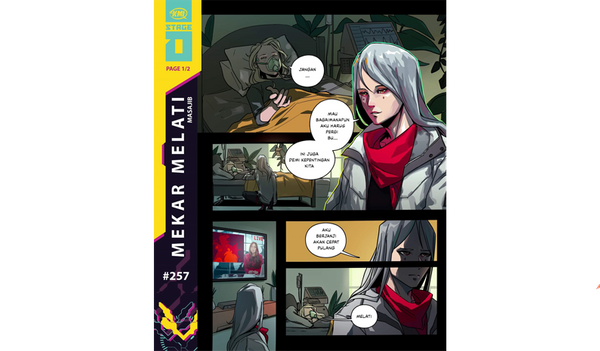 STAGE
1
PAGE 1/2
MEKAR MELATI
MASAJIB
#257
JANGAN
...
MAU
BAGAIMANAPUN
AKU HARUS
PERGI
BU...
INI JUGA
DEMI KEPENTINGAN
KITA
AKU
BERJANJI
AKAN CEPAT
PULANG
MELATI